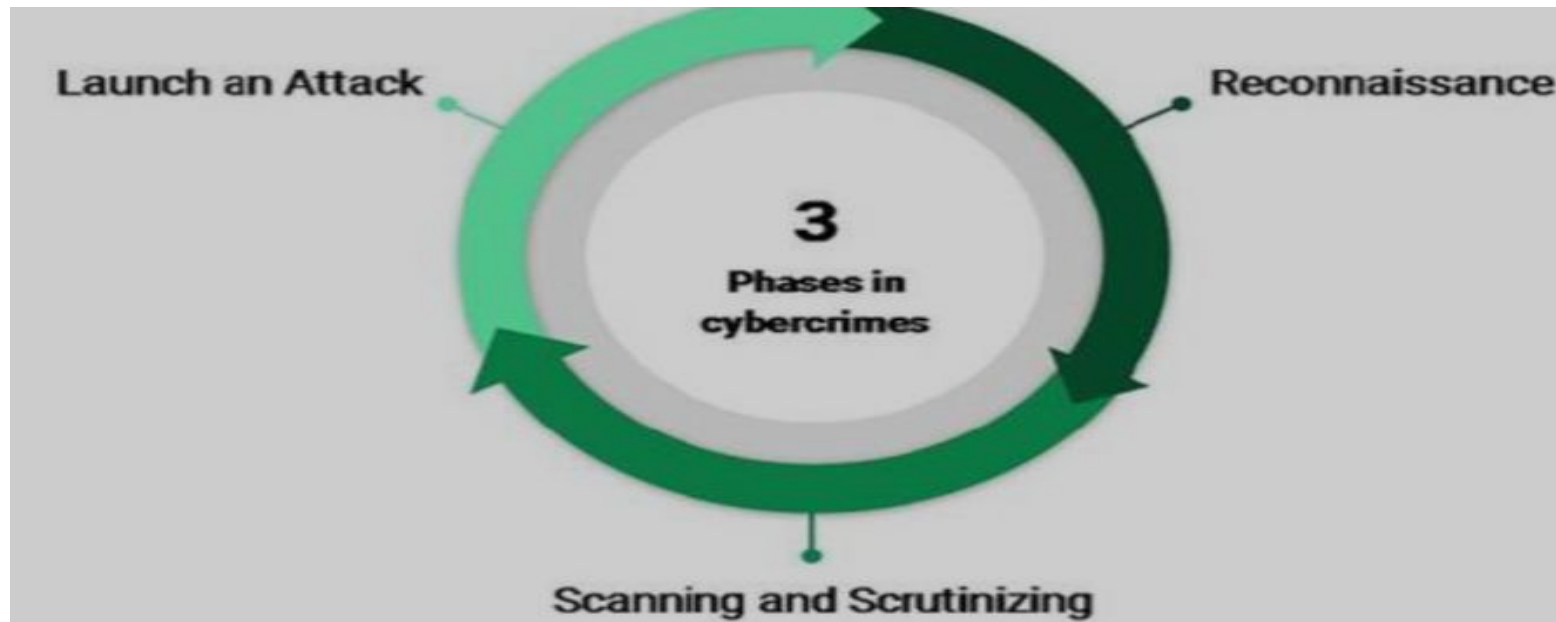 Launch an Attack
Reconnaissance
3
Phases in
cybercrimes
Scanning and Scrutinizing